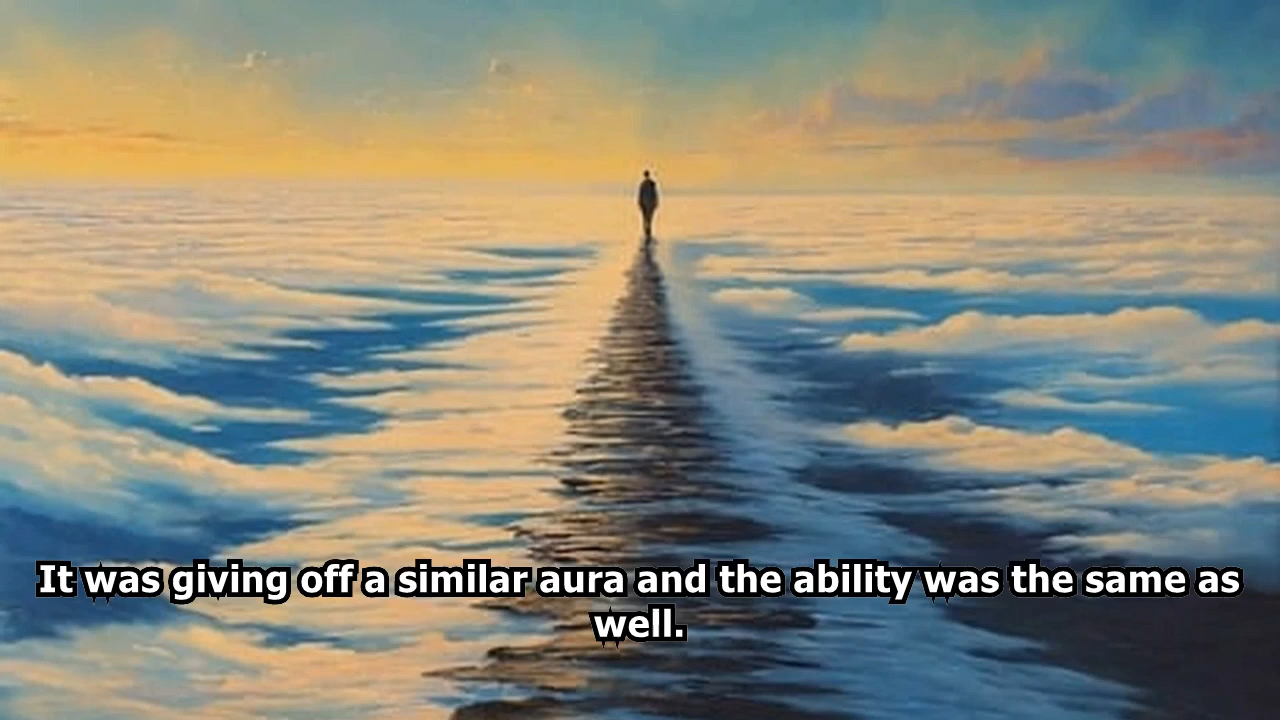 It was giving off a similar aura and the ability was the same as
well.